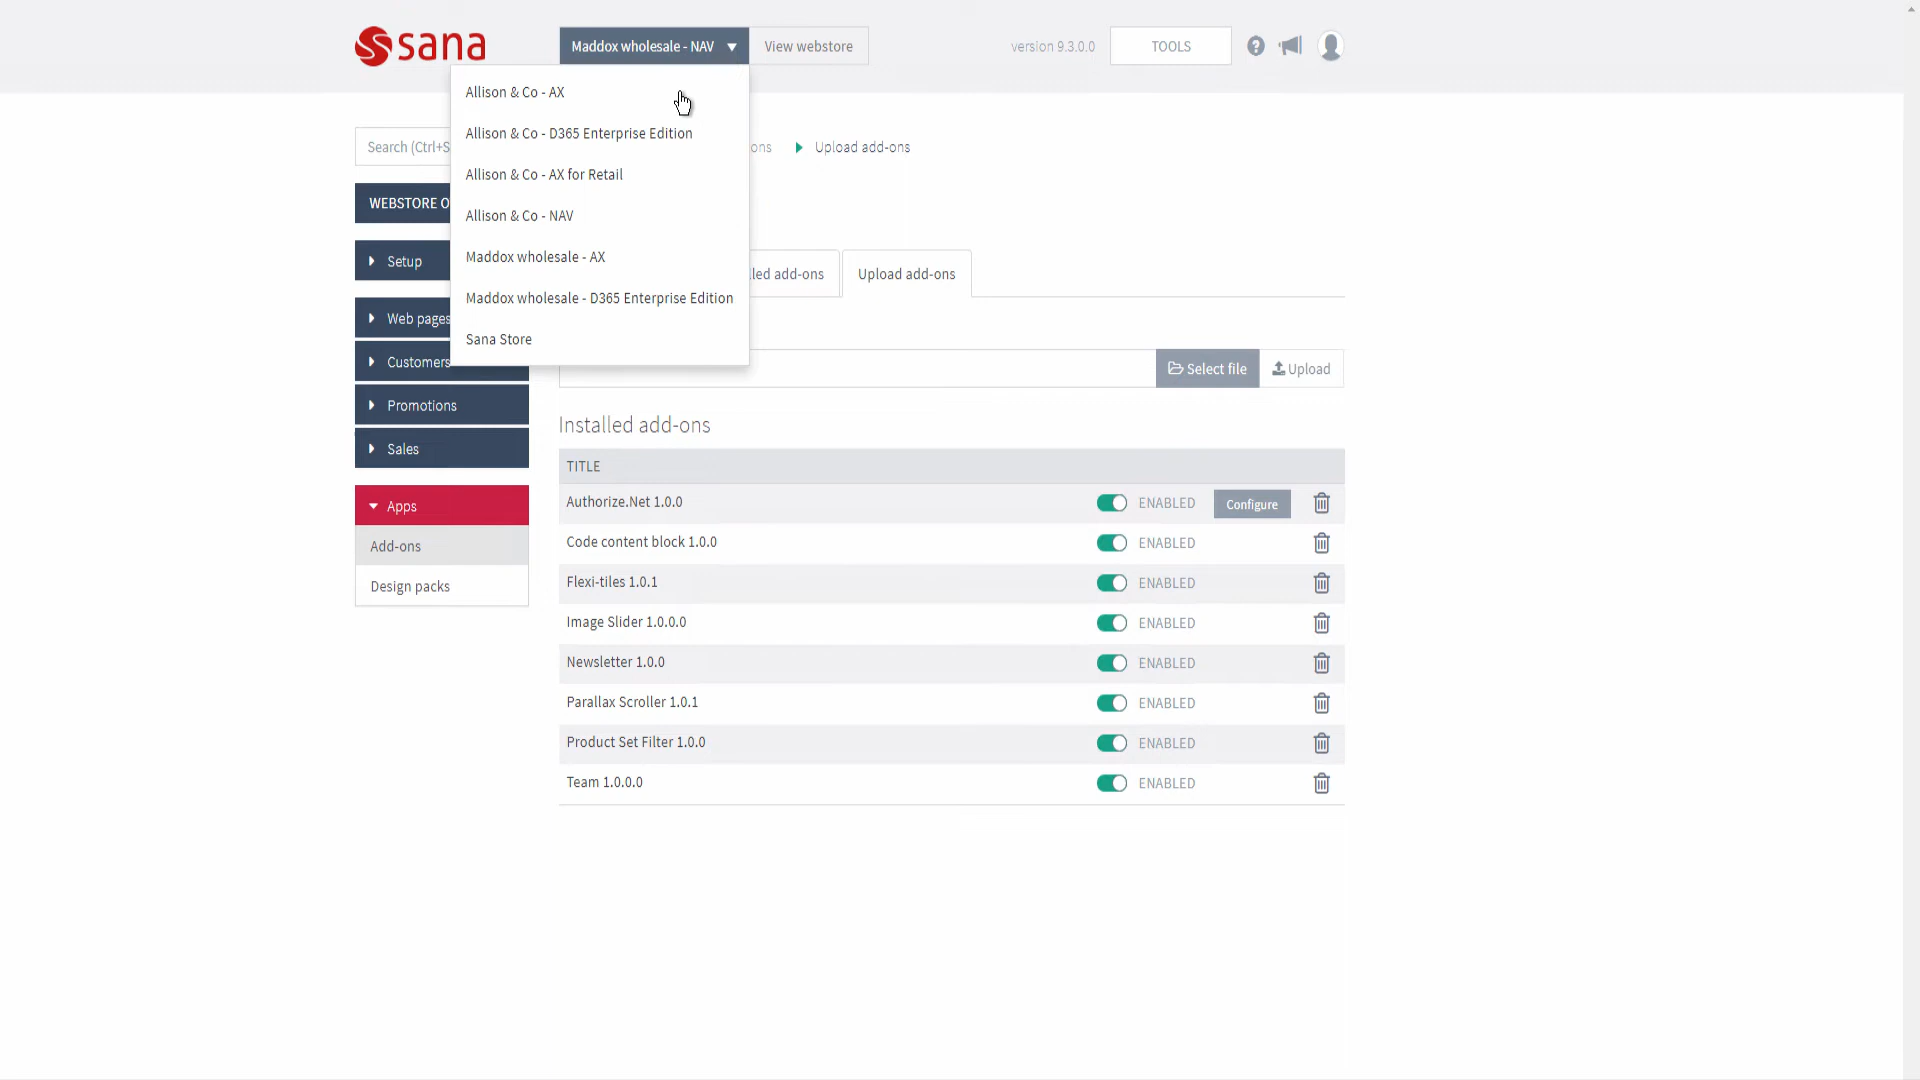 sana
Maddox wholesale - NAV
View webstore
version 9.3.0.0
TOOLS
?
Allison & Co - AX
Allison & Co - D365 Enterprise Edition
Allison & Co - AX for Retail
Allison & Co - NAV
Maddox wholesale - AX
Maddox wholesale - D365 Enterprise Edition
Sana Store
Search (Ctrl+S
ons
Upload add-ons
WEBSTORE O
Setup
Web pages
Customers
Promotions
Sales
Apps
Add-ons
Design packs
led add-ons
Upload add-ons
Select file
Upload
Installed add-ons
TITLE
Authorize.Net 1.0.0 ENABLED Configure
Code content block 1.0.0 ENABLED
Flexi-tiles 1.0.1 ENABLED
Image Slider 1.0.0.0 ENABLED
Newsletter 1.0.0 ENABLED
Parallax Scroller 1.0.1 ENABLED
Product Set Filter 1.0.0 ENABLED
Team 1.0.0.0 ENABLED